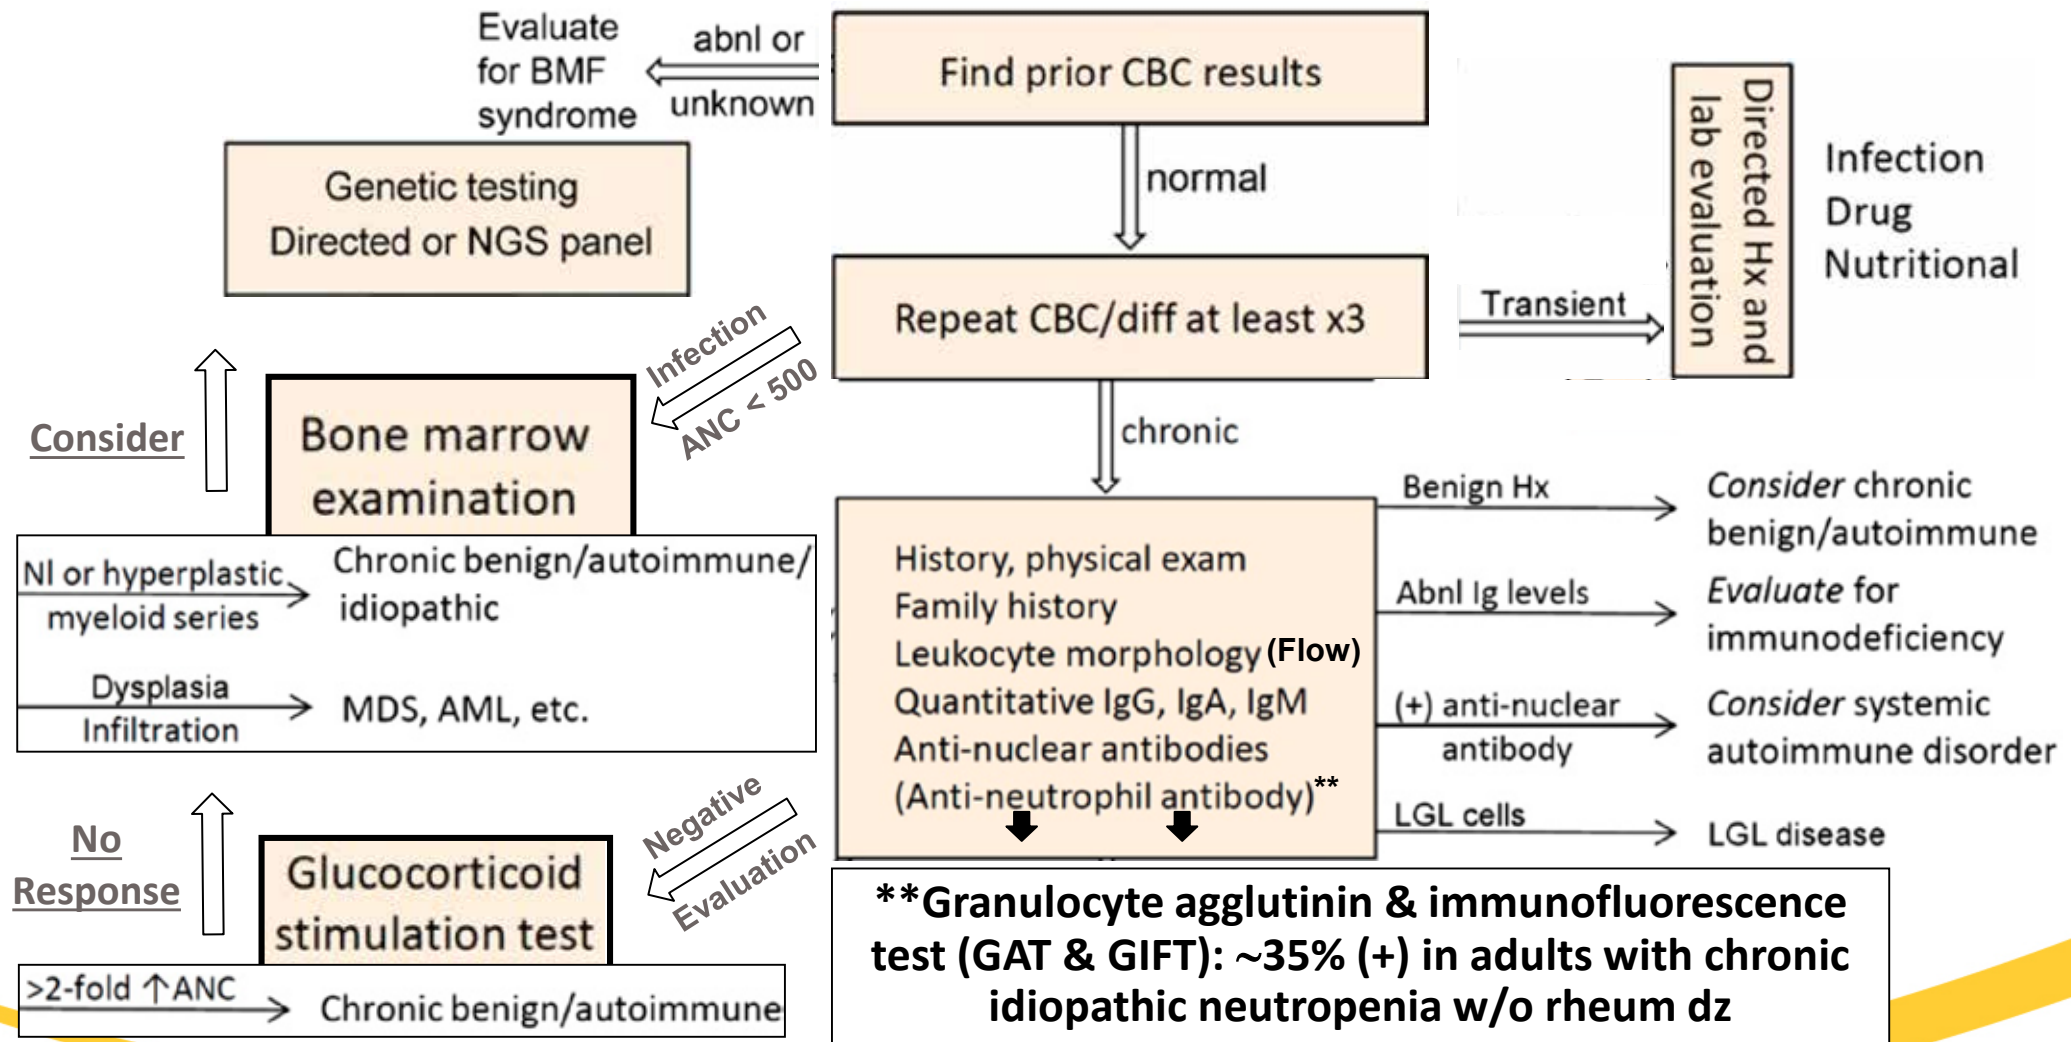 Evaluate
for BMF
syndrome
abnl or
unknown
Find prior CBC results
normal
Genetic testing
Directed or NGS panel
Repeat CBC/diff at least x3
Transient
Directed Hx and
lab evaluation
Infection
Drug
Nutritional
Infection
ANC < 500
Consider
Bone marrow
examination
chronic
Nl or hyperplastic
myeloid series
Chronic benign/autoimmune/
idiopathic
Dysplasia
Infiltration
MDS, AML, etc.
History, physical exam
Family history
Leukocyte morphology (Flow)
Quantitative IgG, IgA, IgM
Anti-nuclear antibodies
(Anti-neutrophil antibody)**
Benign Hx
Consider chronic
benign/autoimmune
Abnl Ig levels
Evaluate for
immunodeficiency
(+) anti-nuclear
antibody
Consider systemic
autoimmune disorder
LGL cells
LGL disease
Negative
Evaluation
No
Response
Glucocorticoid
stimulation test
>2-fold ↑ANC
Chronic benign/autoimmune
**Granulocyte agglutinin & immunofluorescence
test (GAT & GIFT): ~35% (+) in adults with chronic
idiopathic neutropenia w/o rheum dz